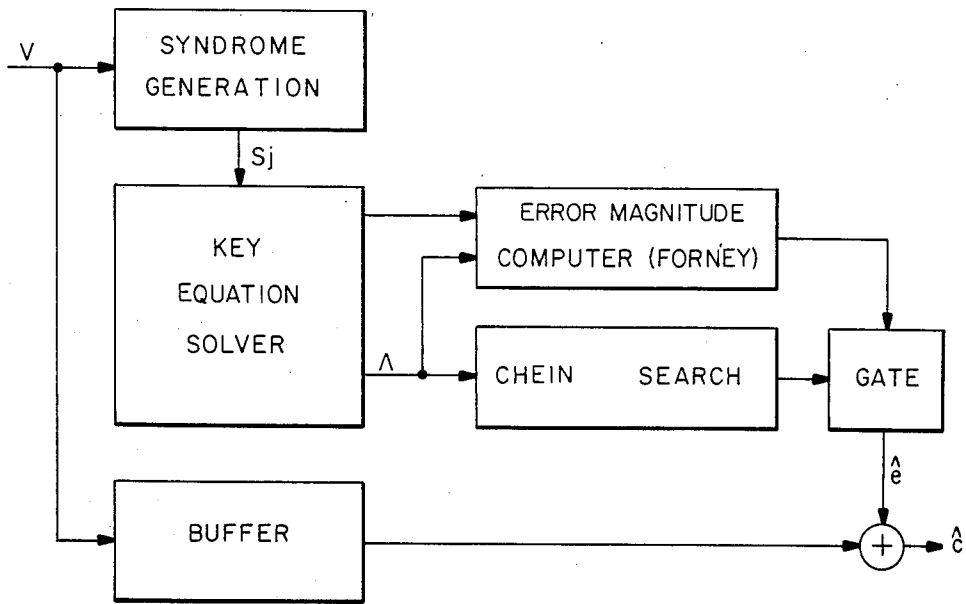 V
SYNDROME
GENERATION
Sj
KEY
EQUATION
SOLVER
Λ
ERROR MAGNITUDE
COMPUTER (FORNEY)
CHEIN SEARCH
GATE
ê
BUFFER
+
ĉ